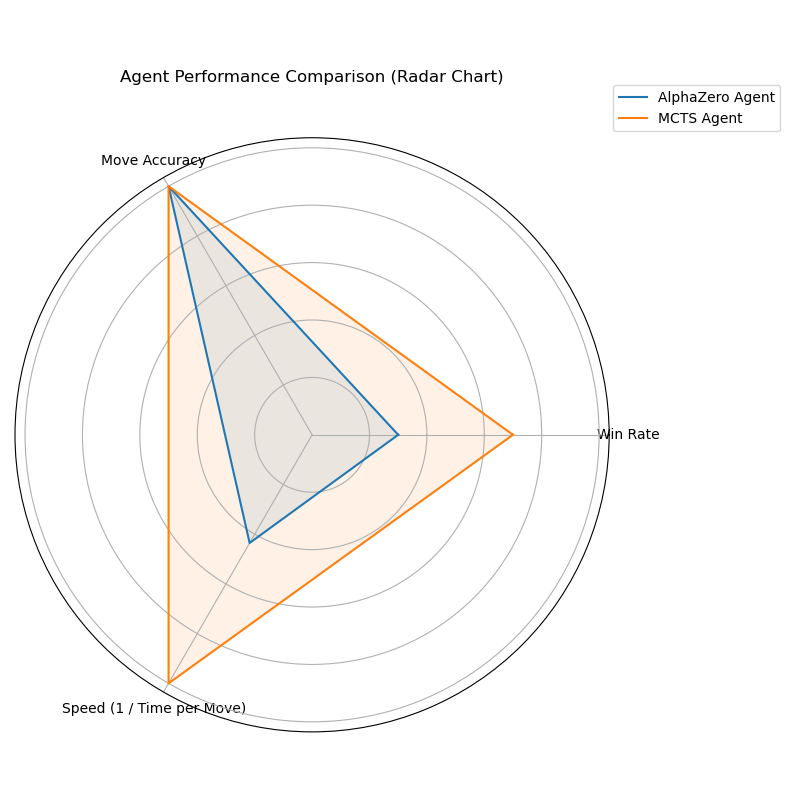 Agent Performance Comparison (Radar Chart)
AlphaZero Agent
MCTS Agent
Move Accuracy
Win Rate
Speed (1 / Time per Move)